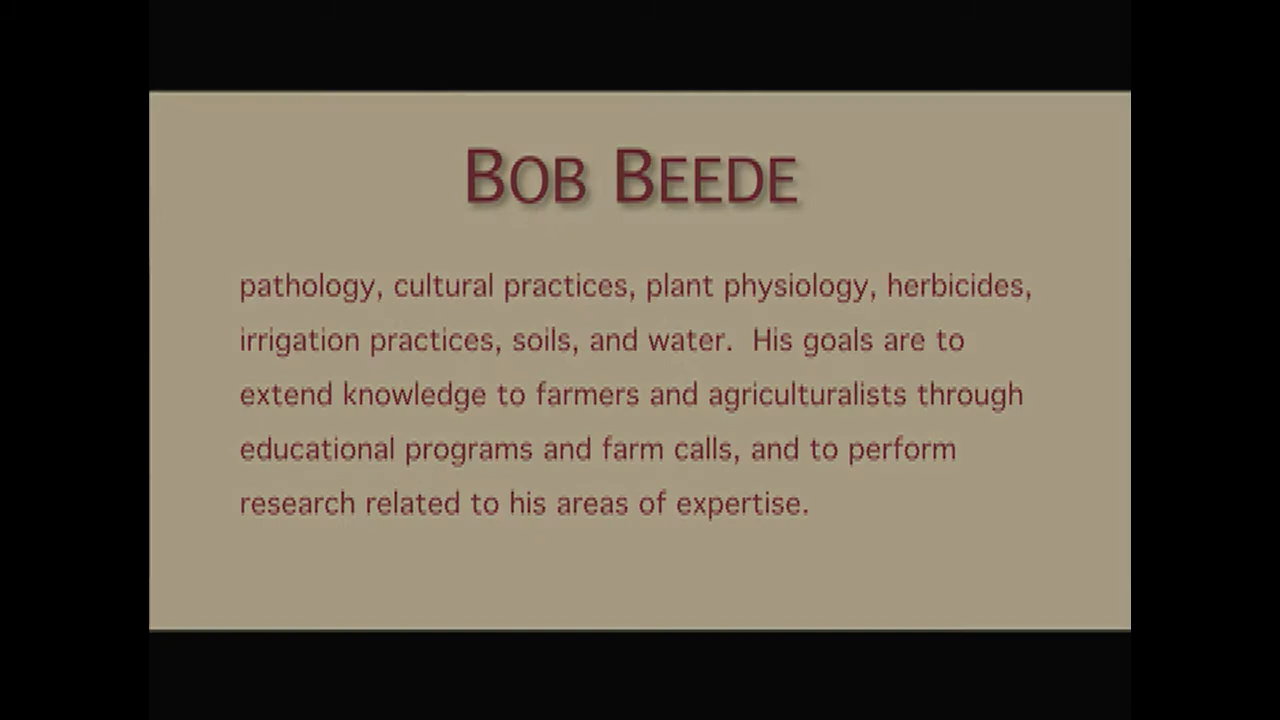 BOB BEEDE
pathology, cultural practices, plant physiology, herbicides,
irrigation practices, soils, and water.  His goals are to
extend knowledge to farmers and agriculturalists through
educational programs and farm calls, and to perform
research related to his areas of expertise.